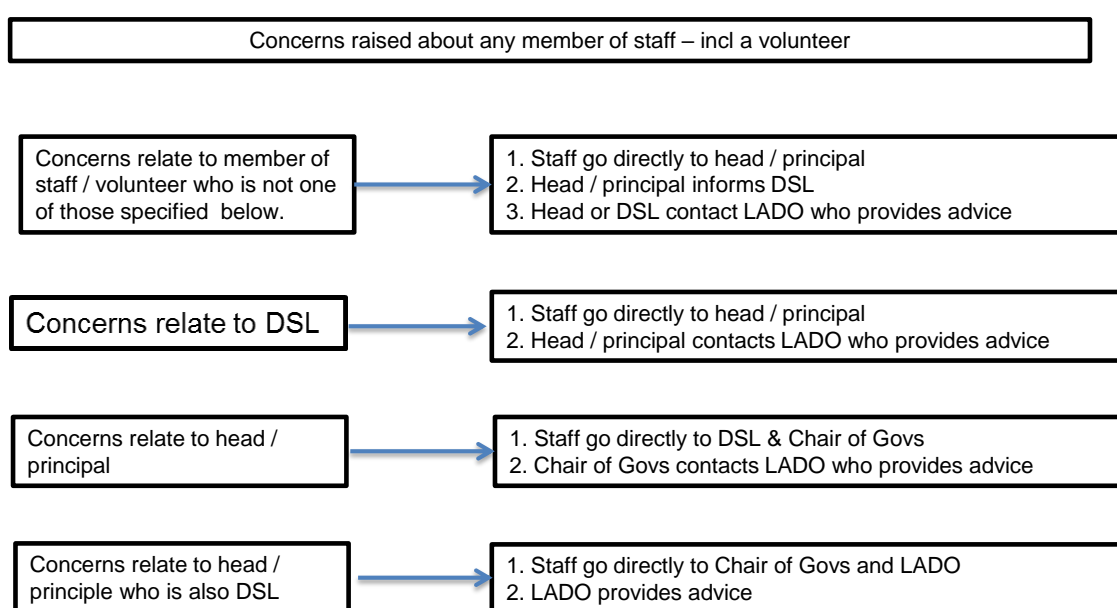 Concerns raised about any member of staff – incl a volunteer
Concerns relate to member of
staff / volunteer who is not one
of those specified below.
1. Staff go directly to head / principal
2. Head / principal informs DSL
3. Head or DSL contact LADO who provides advice
Concerns relate to DSL
1. Staff go directly to head / principal
2. Head / principal contacts LADO who provides advice
Concerns relate to head /
principal
1. Staff go directly to DSL & Chair of Govs
2. Chair of Govs contacts LADO who provides advice
Concerns relate to head /
principle who is also DSL
1. Staff go directly to Chair of Govs and LADO
2. LADO provides advice